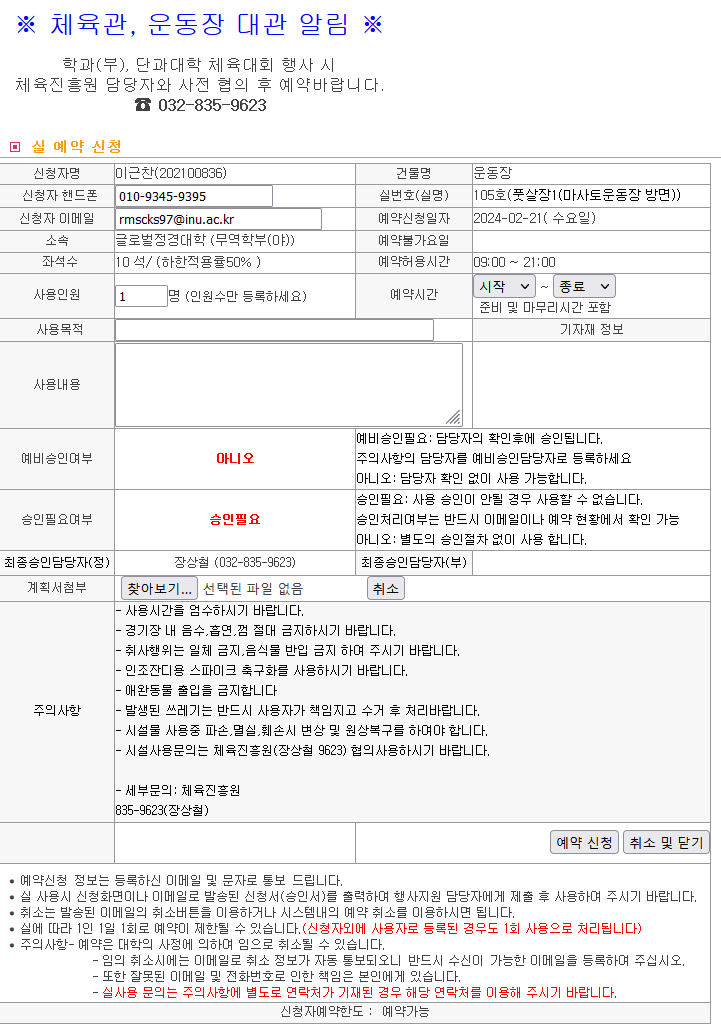 ※ 체육관, 운동장 대관 알림 ※
학과(부), 단과대학 체육대회 행사 시
체육진흥원 담당자와 사전 협의 후 예약바랍니다.
☎ 032-835-9623
실 예약 신청
신청자명 이근찬(202100836) 건물명 운동장
신청자 핸드폰 010-9345-9395 실번호(실명) 105호(풋살장1(마사토운동장 방면))
신청자 이메일 rmscks97@inu.ac.kr 예약신청일자 2024-02-21( 수요일)
소속 글로벌정경대학 (무역학부(야)) 예약불가요일
좌석수 10 석/ (하한적용률50% ) 예약허용시간 09:00 ~ 21:00
사용인원 1 명 (인원수만 등록하세요) 예약시간 시작 ~ 종료
준비 및 마무리시간 포함
사용목적 기자재 정보
사용내용
예비승인여부 아니오 예비승인필요: 담당자의 확인후에 승인됩니다.
주의사항의 담당자를 예비승인담당자로 등록하세요
아니오: 담당자 확인 없이 사용 가능합니다.
승인필요여부 승인필요 승인필요: 사용 승인이 안될 경우 사용할 수 없습니다.
승인처리여부는 반드시 이메일이나 예약 현황에서 확인 가능
아니오: 별도의 승인절차 없이 사용 합니다.
최종승인담당자(정) 장상철 (032-835-9623) 최종승인담당자(부)
계획서첨부 찾아보기... 선택된 파일 없음 취소
주의사항
- 사용시간을 엄수하시기 바랍니다.
- 경기장 내 음수,흡연,껌 절대 금지하시기 바랍니다.
- 취사행위는 일체 금지,음식물 반입 금지 하여 주시기 바랍니다.
- 인조잔디용 스파이크 축구화를 사용하시기 바랍니다.
- 애완동물 출입을 금지합니다
- 발생된 쓰레기는 반드시 사용자가 책임지고 수거 후 처리바랍니다.
- 시설물 사용중 파손,멸실,훼손시 변상 및 원상복구를 하여야 합니다.
- 시설사용문의는 체육진흥원(장상철 9623) 협의사용하시기 바랍니다.
- 세부문의: 체육진흥원
835-9623(장상철)
예약 신청 취소 및 닫기
• 예약신청 정보는 등록하신 이메일 및 문자로 통보 드립니다.
• 실 사용시 신청화면이나 이메일로 발송된 신청서(승인서)를 출력하여 행사지원 담당자에게 제출 후 사용하여 주시기 바랍니다.
• 취소는 발송된 이메일의 취소버튼을 이용하거나 시스템내의 예약 취소를 이용하시면 됩니다.
• 실에 따라 1인 1일 1회로 예약이 제한될 수 있습니다.(신청자외에 사용자로 등록된 경우도 1회 사용으로 처리됩니다)
• 주의사항- 예약은 대학의 사정에 의하여 임으로 취소될 수 있습니다.
- 임의 취소시에는 이메일로 취소 정보가 자동 통보되오니 반드시 수신이 가능한 이메일을 등록하여 주십시오.
- 또한 잘못된 이메일 및 전화번호로 인한 책임은 본인에게 있습니다.
- 실사용 문의는 주의사항에 별도로 연락처가 기재된 경우 해당 연락처를 이용해 주시기 바랍니다.
신청자예약한도 : 예약가능